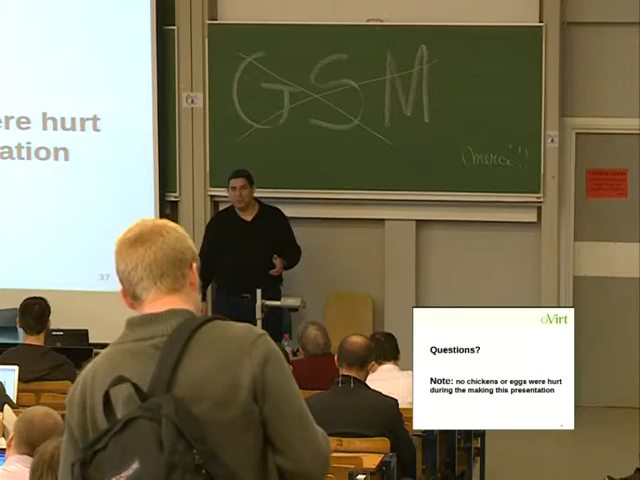 GSM
(merci!!)
ere hurt
ation
37
oVirt
Questions?
Note: no chickens or eggs were hurt
during the making this presentation